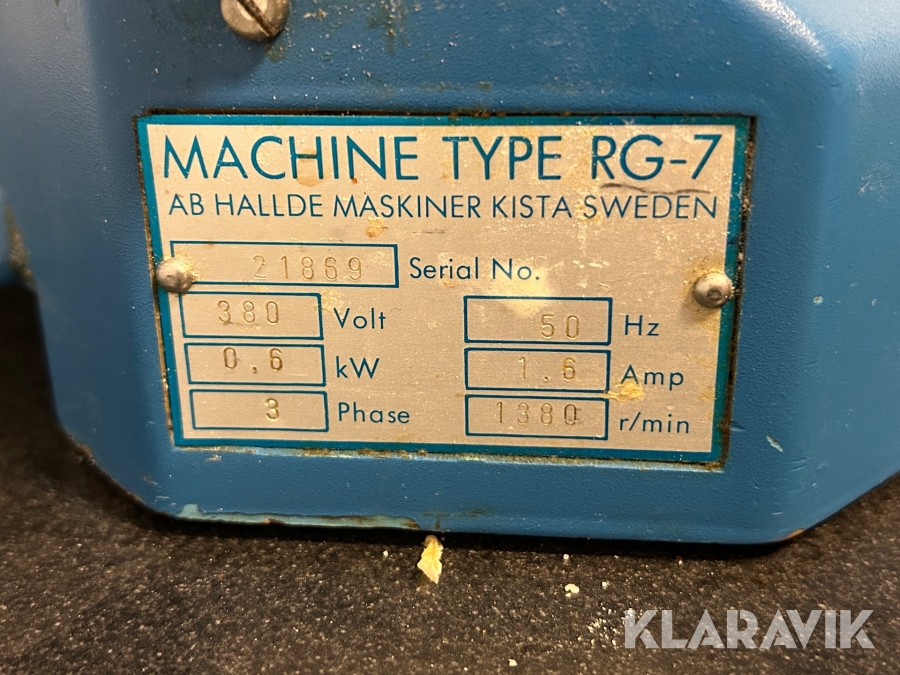 MACHINE TYPE RG-7
AB HALLDE MASKINER KISTA SWEDEN
21869 Serial No.
380 Volt 50 Hz
0,6 kW 1.6 Amp
3 Phase 1380 r/min
KLARAVIK